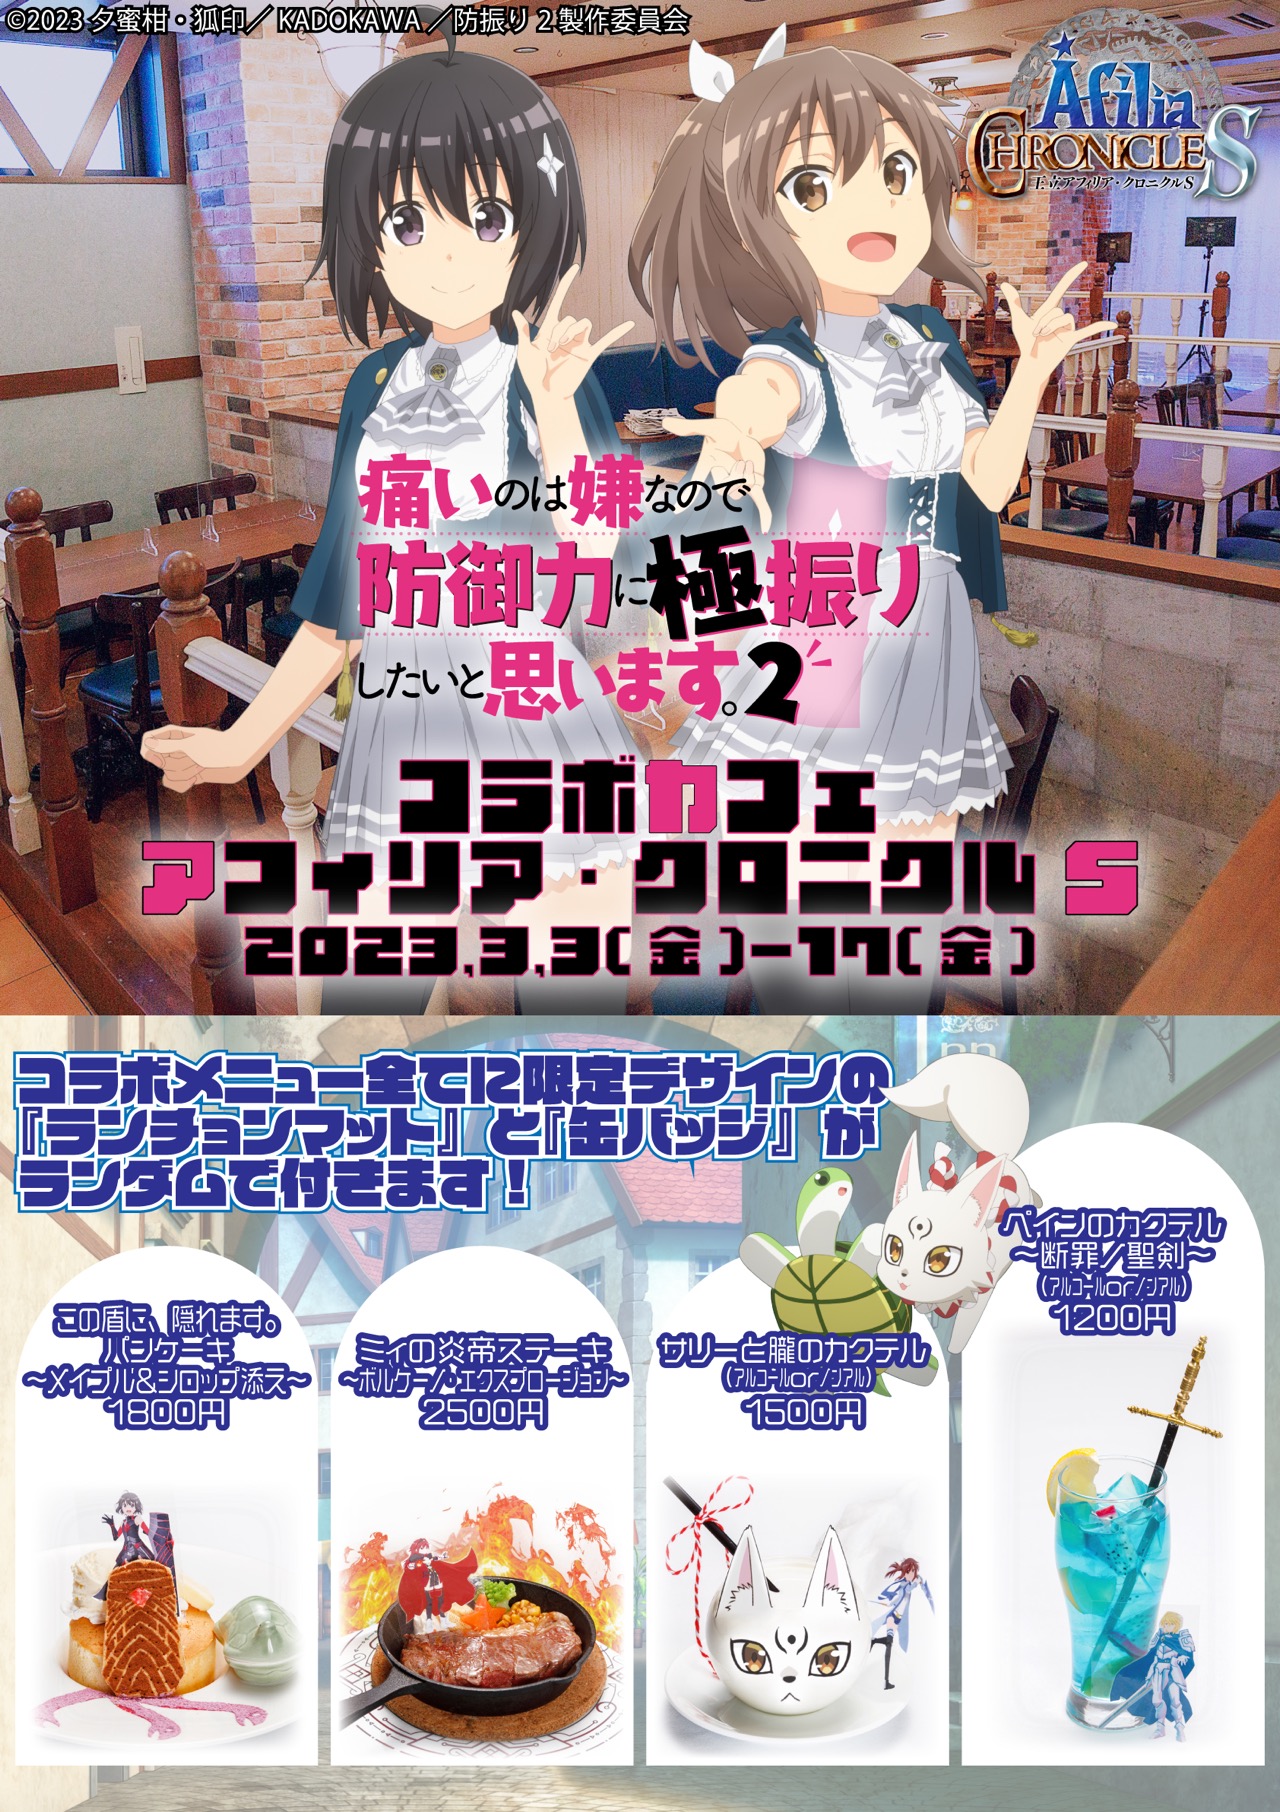 ©2023 夕蜜柑・狐印／KADOKAWA／防振り2製作委員会
Afilia
CHRONICLE S
王立アフィリア・クロニクルS
痛いのは嫌なので
防御力に極振り
したいと思います。2
コラボカフェ
アフィリア・クロニクル S
2023.3.3(金)-17(金)
コラボメニュー全てに限定デザインの
『ランチョンマット』と『缶バッジ』が
ランダムで付きます！
ペインのカクテル
～断罪ノ聖剣～
(アルコールorノンアル)
1200円
この盾に、隠れます。
パンケーキ
～メイプル＆シロップ添え～
1800円
ミィの炎帝ステーキ
～ボルケーノ・エクスプロージョン～
2500円
サリーと朧のカクテル
(アルコールorノンアル)
1500円